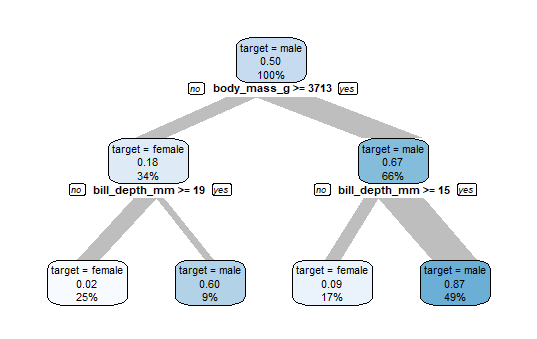 target = male
0.50
100%
no body_mass_g >= 3713 yes
target = female
0.18
34%
target = male
0.67
66%
no bill_depth_mm >= 19 yes
no bill_depth_mm >= 15 yes
target = female
0.02
25%
target = male
0.60
9%
target = female
0.09
17%
target = male
0.87
49%